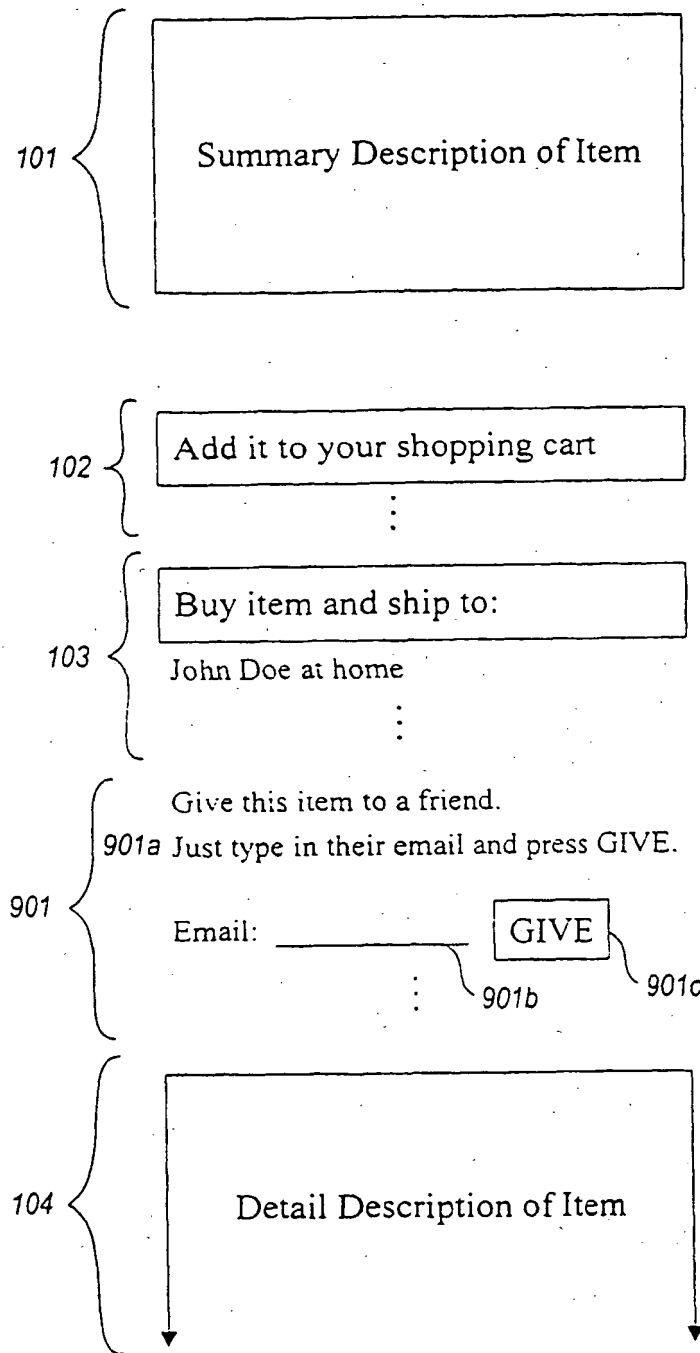 101 Summary Description of Item
102 Add it to your shopping cart
103 Buy item and ship to:
John Doe at home
Give this item to a friend.
901a Just type in their email and press GIVE.
901 Email: GIVE
901b 901c
104 Detail Description of Item